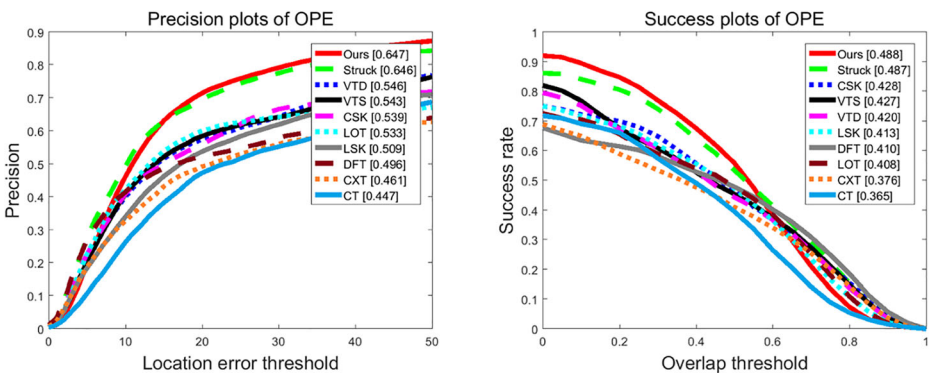 Precision plots of OPE
0.9
0.8
0.7
0.6
0.5
0.4
0.3
0.2
0.1
0
Precision
Ours [0.647]
Struck [0.646]
VTD [0.546]
VTS [0.543]
CSK [0.539]
LOT [0.533]
LSK [0.509]
DFT [0.496]
CXT [0.461]
CT [0.447]
0 10 20 30 40 50
Location error threshold
Success plots of OPE
1
0.9
0.8
0.7
0.6
0.5
0.4
0.3
0.2
0.1
0
Success rate
Ours [0.488]
Struck [0.487]
CSK [0.428]
VTS [0.427]
VTD [0.420]
LSK [0.413]
DFT [0.410]
LOT [0.408]
CXT [0.376]
CT [0.365]
0 0.2 0.4 0.6 0.8 1
Overlap threshold